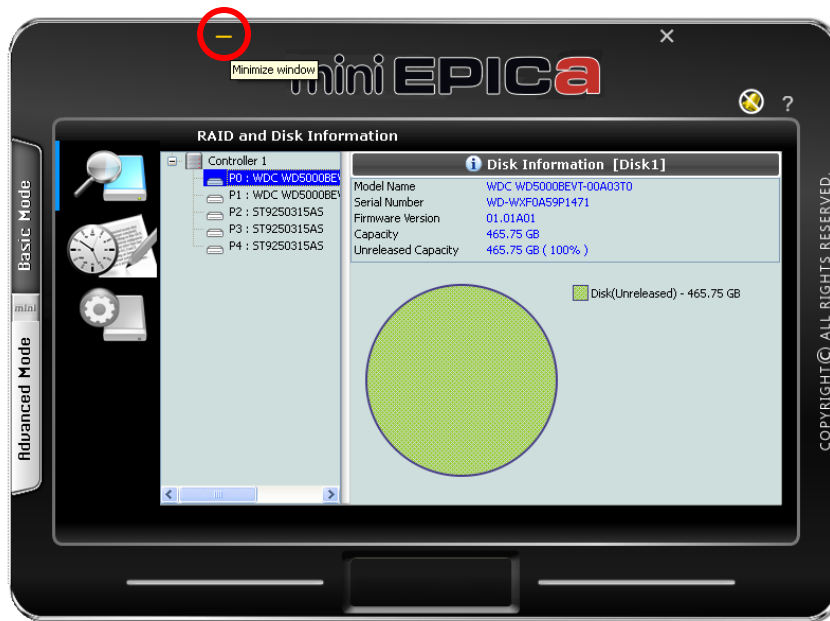 Minimize window
mini EPICa
?
RAID and Disk Information
Basic Mode
mini
Advanced Mode
Controller 1
P0 : WDC WD5000BEV
P1 : WDC WD5000BEV
P2 : ST9250315AS
P3 : ST9250315AS
P4 : ST9250315AS
Disk Information [Disk1]
Model Name WDC WD5000BEVT-00A03T0
Serial Number WD-WXF0A59P1471
Firmware Version 01.01A01
Capacity 465.75 GB
Unreleased Capacity 465.75 GB ( 100% )
Disk(Unreleased) - 465.75 GB
COPYRIGHT© ALL RIGHTS RESERVED.